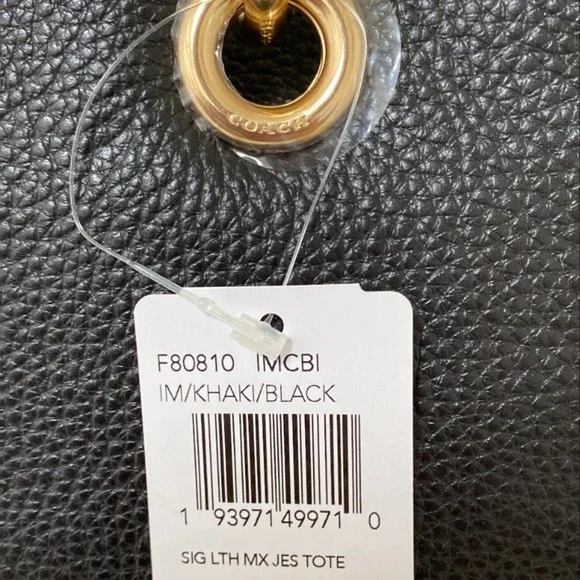 COACH
F80810 IMCBI
IM/KHAKI/BLACK
1 93971 49971 0
SIG LTH MX JES TOTE